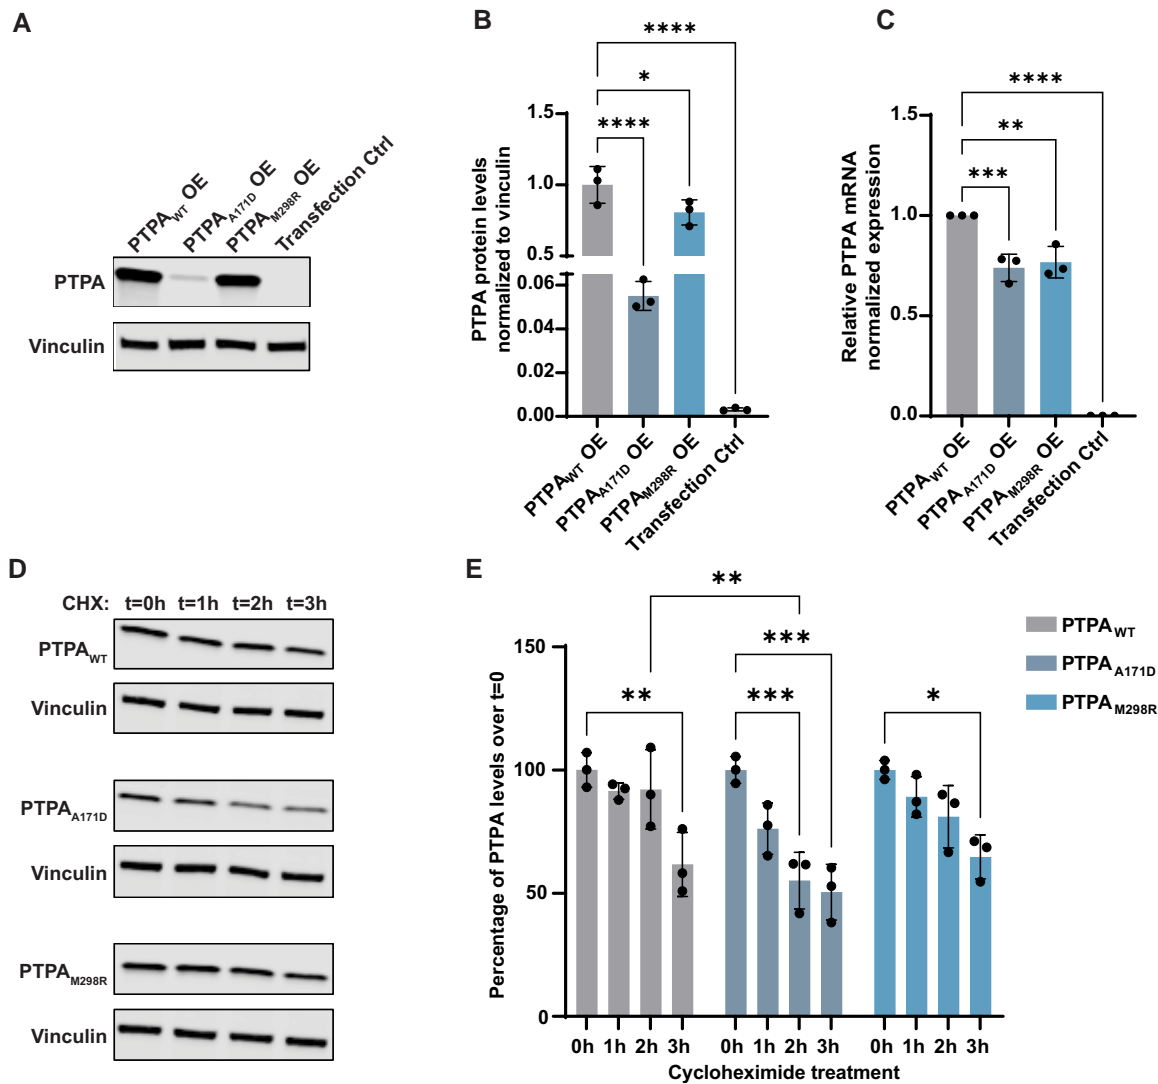 A
PTPAWT OE
PTPAA171D OE
PTPAM298R OE
Transfection Ctrl
PTPA
Vinculin
B
****
*
****
PTPA protein levels
normalized to vinculin
1.5
1.0
0.5
0.06
0.04
0.02
0.00
PTPAWT OE
PTPAA171D OE
PTPAM298R OE
Transfection Ctrl
C
****
**
***
Relative PTPA mRNA
normalized expression
1.5
1.0
0.5
0.0
PTPAWT OE
PTPAA171D OE
PTPAM298R OE
Transfection Ctrl
D
CHX: t=0h t=1h t=2h t=3h
PTPAWT
Vinculin
PTPAA171D
Vinculin
PTPAM298R
Vinculin
E
**
***
** *** *
Percentage of PTPA levels over t=0
150
100
50
0
0h 1h 2h 3h 0h 1h 2h 3h 0h 1h 2h 3h
Cycloheximide treatment
PTPAWT
PTPAA171D
PTPAM298R